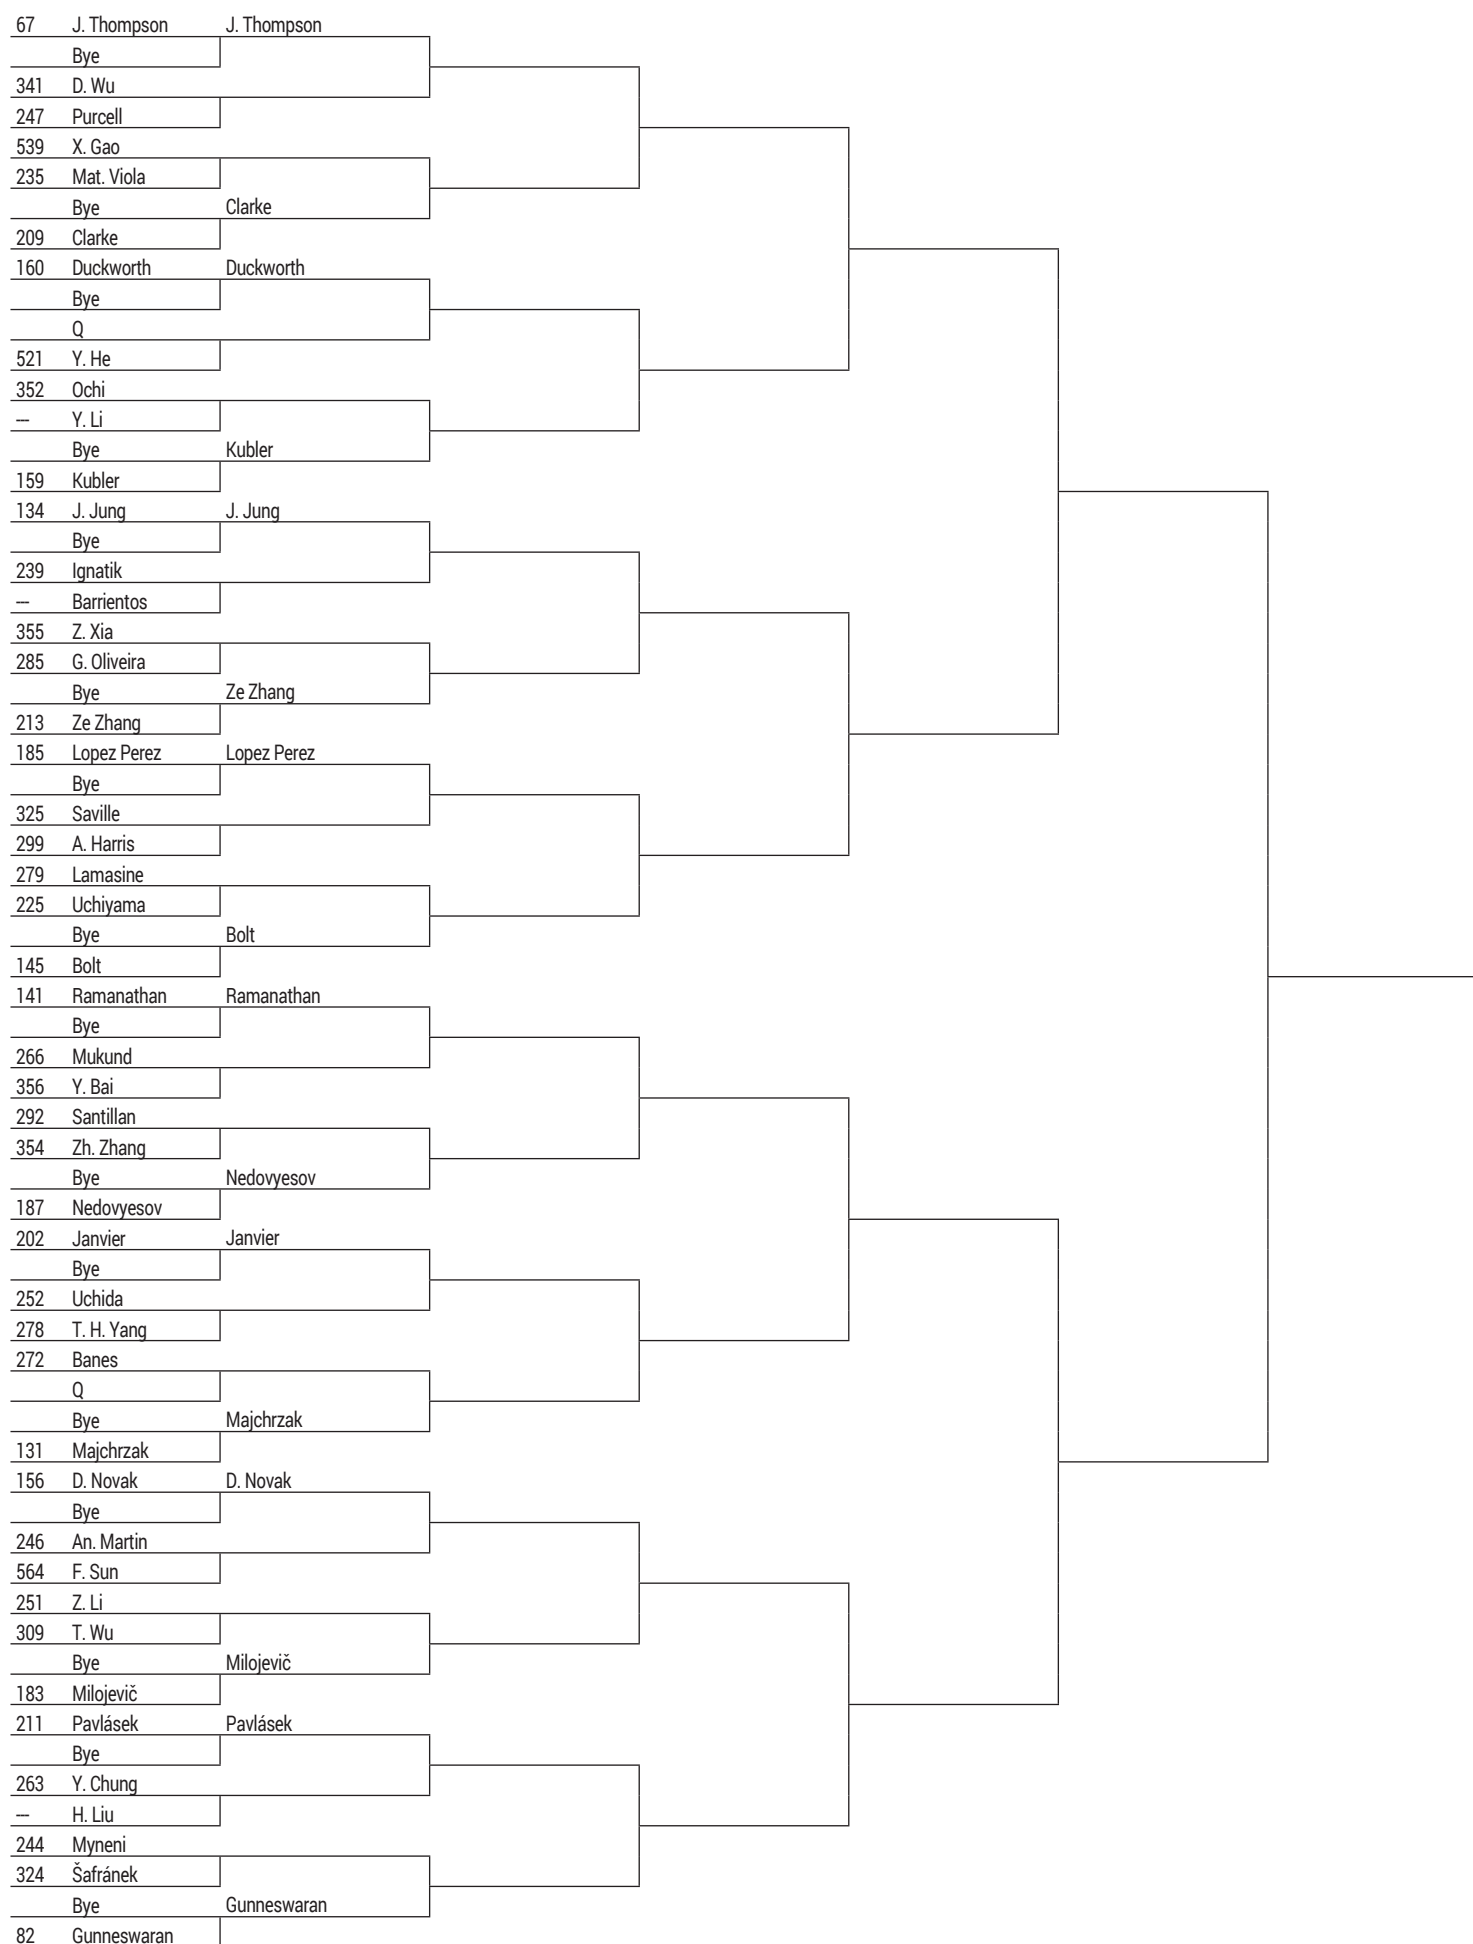 67 J. Thompson J. Thompson
Bye
341 D. Wu
247 Purcell
539 X. Gao
235 Mat. Viola
Bye Clarke
209 Clarke
160 Duckworth Duckworth
Bye
Q
521 Y. He
352 Ochi
--- Y. Li
Bye Kubler
159 Kubler
134 J. Jung J. Jung
Bye
239 Ignatik
--- Barrientos
355 Z. Xia
285 G. Oliveira
Bye Ze Zhang
213 Ze Zhang
185 Lopez Perez Lopez Perez
Bye
325 Saville
299 A. Harris
279 Lamasine
225 Uchiyama
Bye Bolt
145 Bolt
141 Ramanathan Ramanathan
Bye
266 Mukund
356 Y. Bai
292 Santillan
354 Zh. Zhang
Bye Nedovyesov
187 Nedovyesov
202 Janvier Janvier
Bye
252 Uchida
278 T. H. Yang
272 Banes
Q
Bye Majchrzak
131 Majchrzak
156 D. Novak D. Novak
Bye
246 An. Martin
564 F. Sun
251 Z. Li
309 T. Wu
Bye Milojevič
183 Milojevič
211 Pavlásek Pavlásek
Bye
263 Y. Chung
--- H. Liu
244 Myneni
324 Šafránek
Bye Gunneswaran
82 Gunneswaran